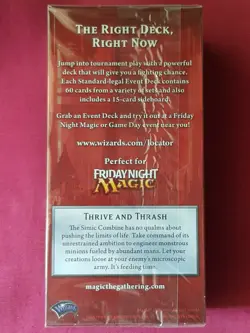 The Right Deck,
Right Now
Jump into tournament play with a powerful
deck that will give you a fighting chance.
Each Standard-legal Event Deck contains
60 cards from a variety of sets and also
includes a 15-card sideboard.
Grab an Event Deck and try it out at a Friday
Night Magic or Game Day event near you!
www.wizards.com/locator
Perfect for
FRIDAY NIGHT
MAGIC
Thrive and Thrash
The Simic Combine has no qualms about
pushing the limits of life. Take command of its
unrestrained ambition to engineer monstrous
minions fueled by abundant mana. Let your
creations loose at your enemy's microscopic
army. It's feeding time.
Wizards
magicthegathering.com